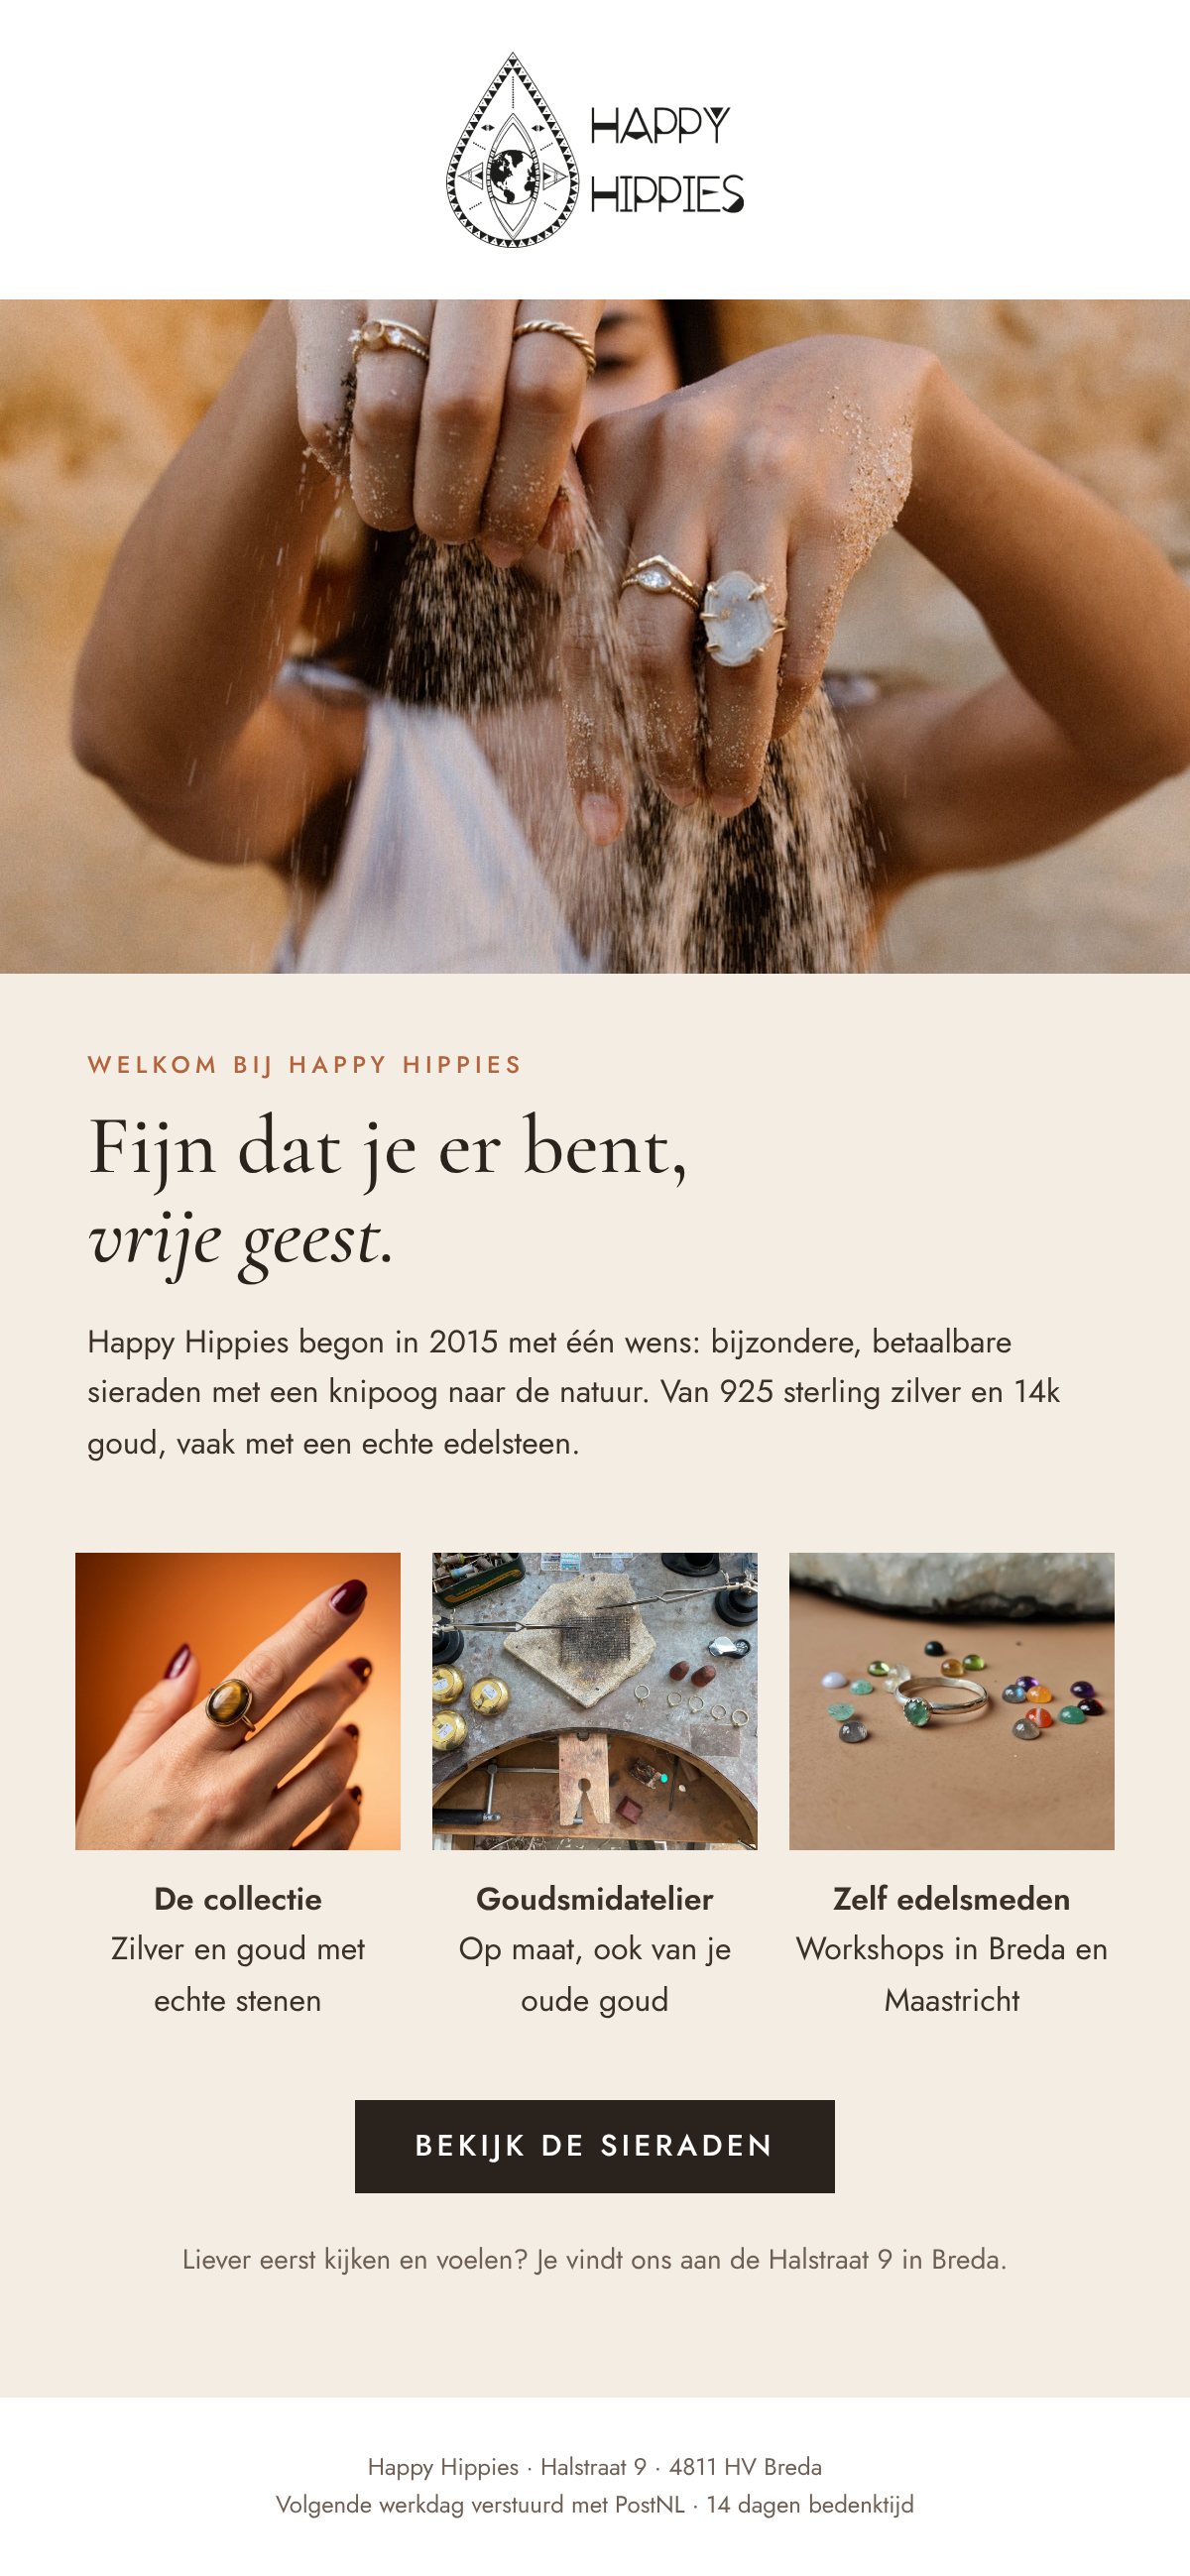 HAPPY
HIPPIES
WELKOM BIJ HAPPY HIPPIES
Fijn dat je er bent,
vrije geest.
Happy Hippies begon in 2015 met één wens: bijzondere, betaalbare
sieraden met een knipoog naar de natuur. Van 925 sterling zilver en 14k
goud, vaak met een echte edelsteen.
De collectie
Zilver en goud met
echte stenen
Goudsmidatelier
Op maat, ook van je
oude goud
Zelf edelsmeden
Workshops in Breda en
Maastricht
BEKIJK DE SIERADEN
Liever eerst kijken en voelen? Je vindt ons aan de Halstraat 9 in Breda.
Happy Hippies · Halstraat 9 · 4811 HV Breda
Volgende werkdag verstuurd met PostNL · 14 dagen bedenktijd